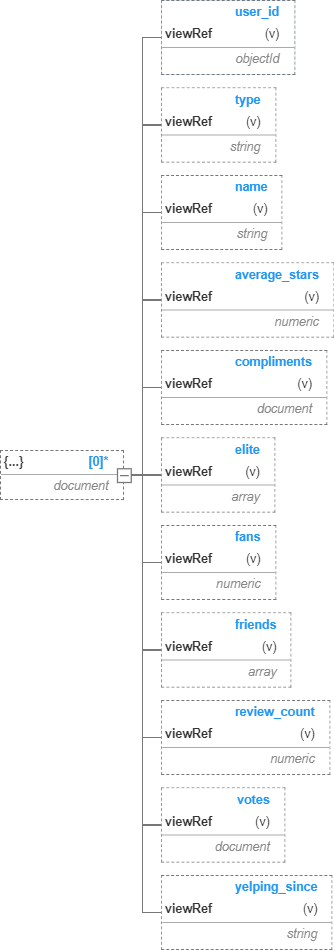 user_id
viewRef (v)
objectId
type
viewRef (v)
string
name
viewRef (v)
string
average_stars
viewRef (v)
numeric
compliments
viewRef (v)
document
{...} [0]*
document
elite
viewRef (v)
array
fans
viewRef (v)
numeric
friends
viewRef (v)
array
review_count
viewRef (v)
numeric
votes
viewRef (v)
document
yelping_since
viewRef (v)
string